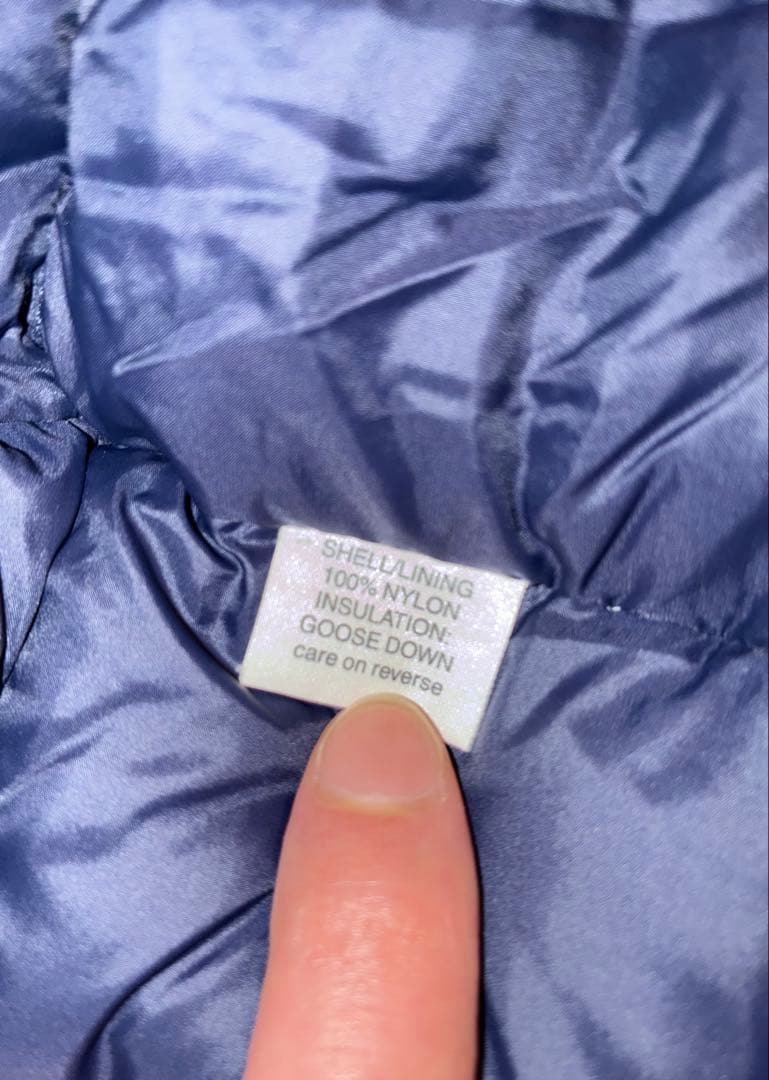 SHELL/LINING
100% NYLON
INSULATION:
GOOSE DOWN
care on reverse